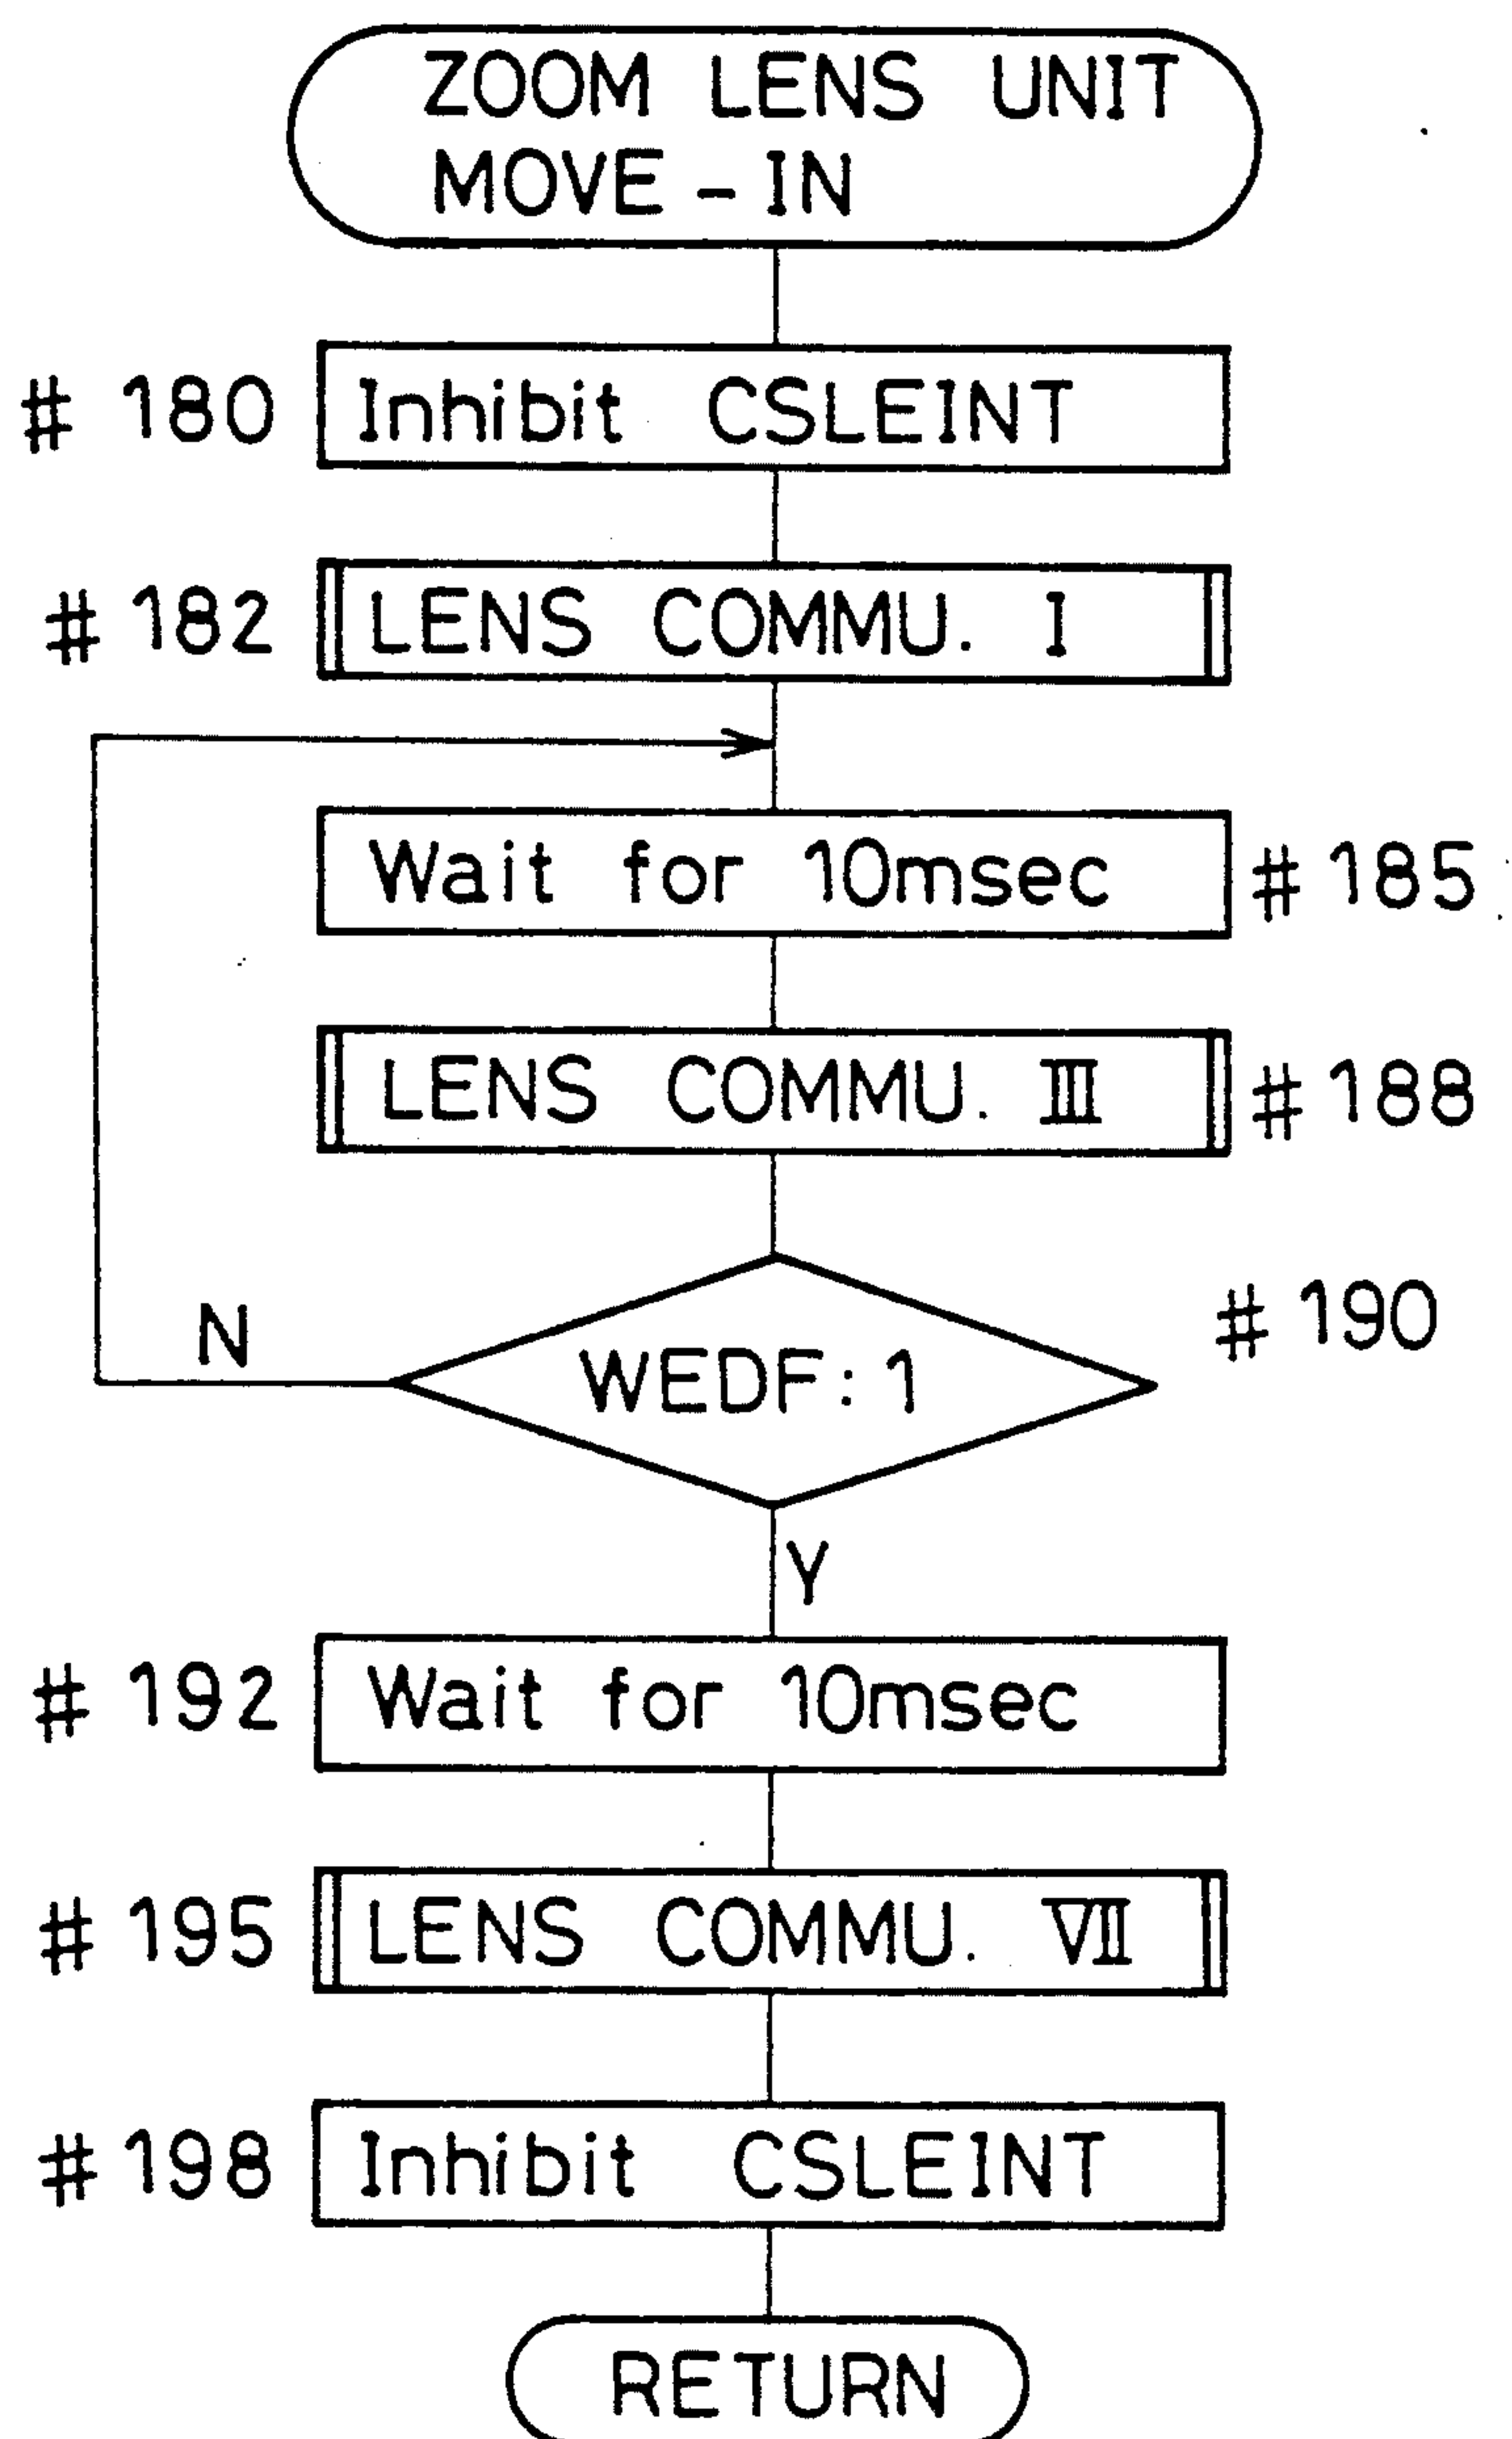 ZOOM LENS UNIT
MOVE-IN
#180 Inhibit CSLEINT
#182 LENS COMMU. I
Wait for 10msec #185
LENS COMMU. III #188
#190
N WEDF:1
Y
#192 Wait for 10msec
#195 LENS COMMU. VII
#198 Inhibit CSLEINT
RETURN